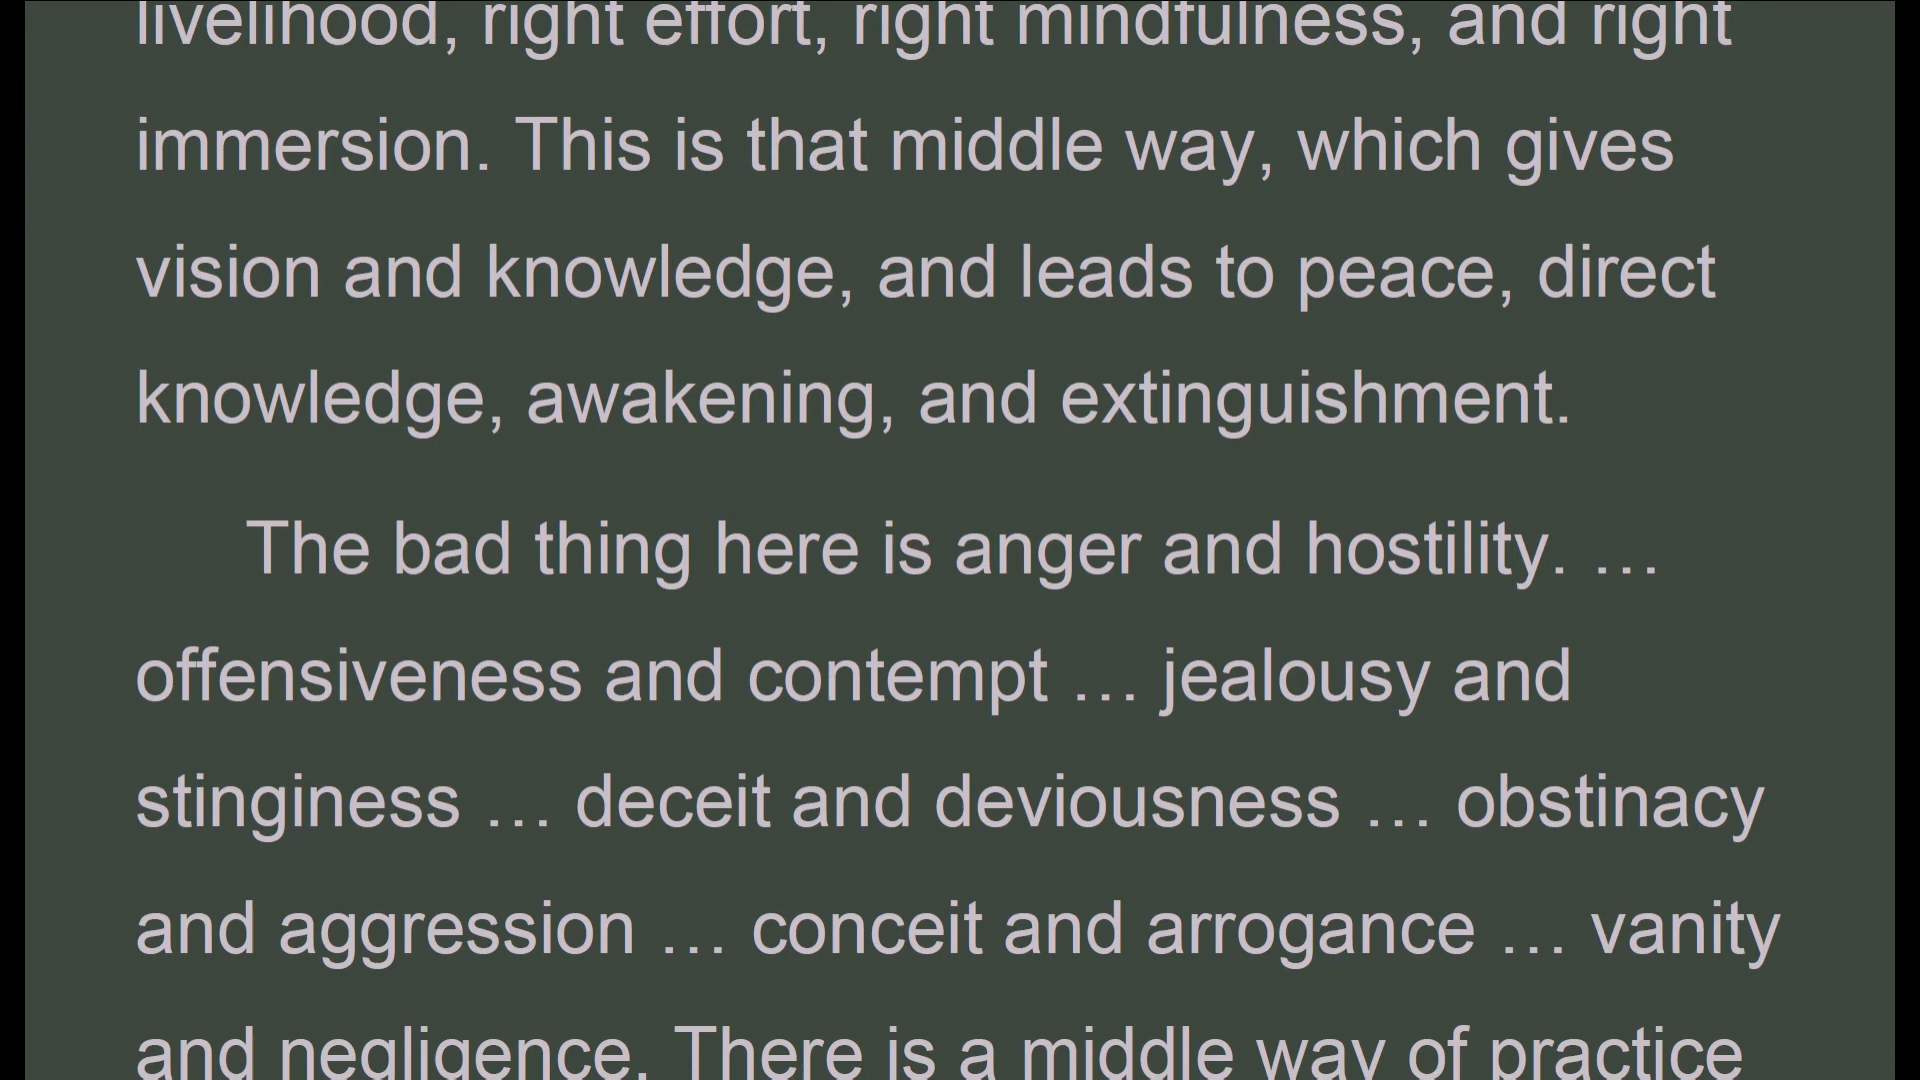 livelihood, right effort, right mindfulness, and right
immersion. This is that middle way, which gives
vision and knowledge, and leads to peace, direct
knowledge, awakening, and extinguishment.
The bad thing here is anger and hostility. …
offensiveness and contempt … jealousy and
stinginess … deceit and deviousness … obstinacy
and aggression … conceit and arrogance … vanity
and negligence. There is a middle way of practice